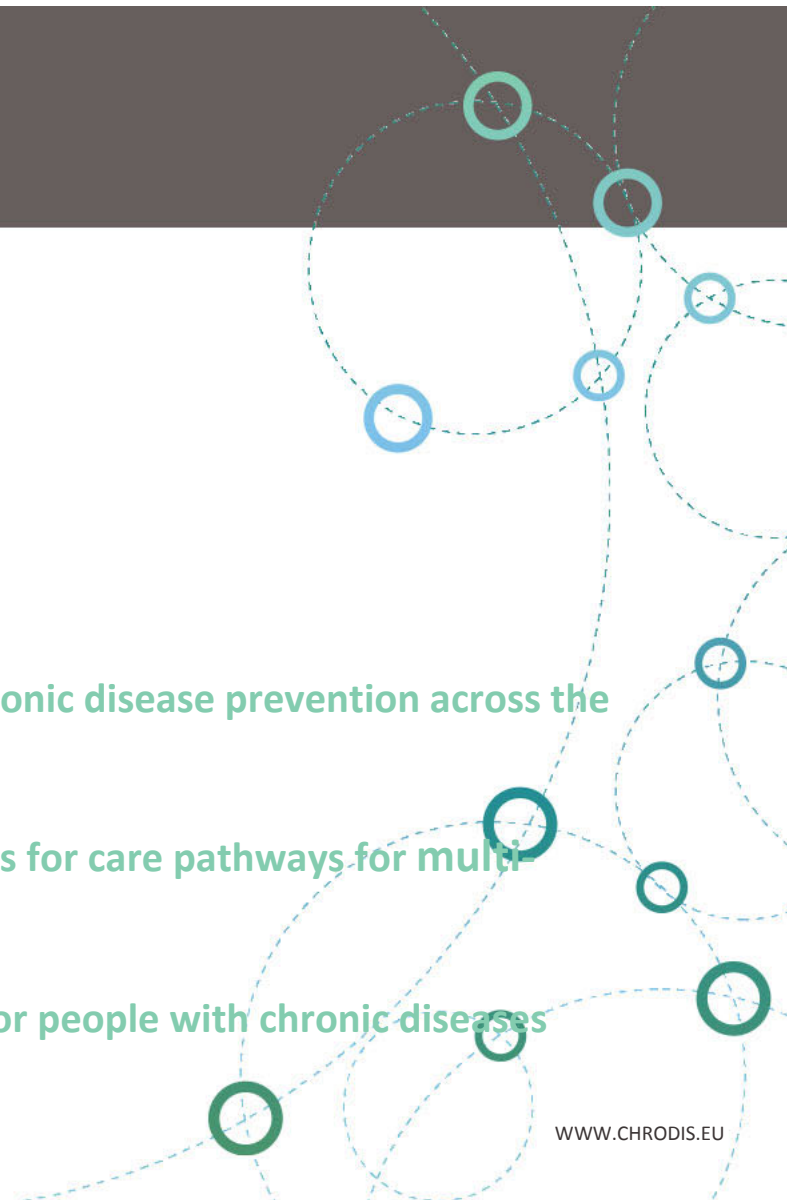 onic disease prevention across the
s for care pathways for multi-
or people with chronic diseases
WWW.CHRODIS.EU